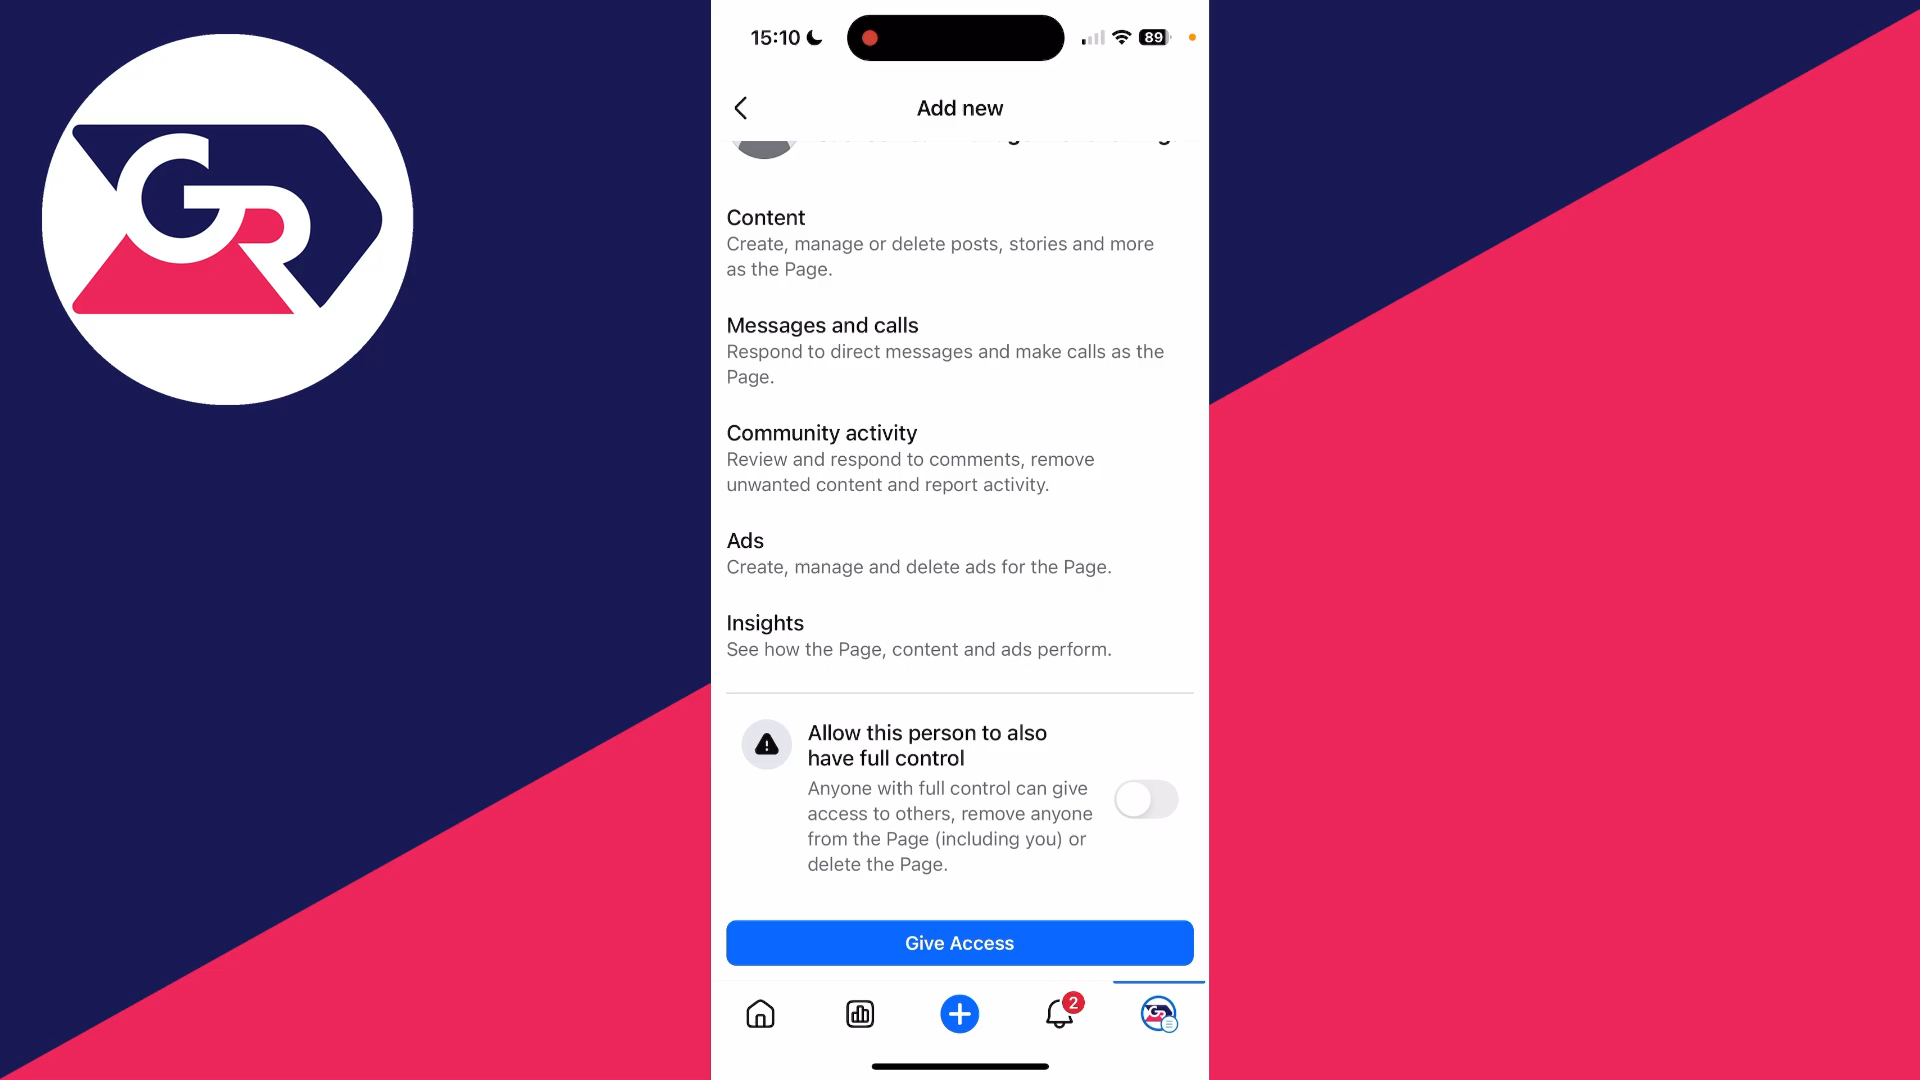 GR
15:10
89
Add new
Content
Create, manage or delete posts, stories and more
as the Page.
Messages and calls
Respond to direct messages and make calls as the
Page.
Community activity
Review and respond to comments, remove
unwanted content and report activity.
Ads
Create, manage and delete ads for the Page.
Insights
See how the Page, content and ads perform.
Allow this person to also
have full control
Anyone with full control can give
access to others, remove anyone
from the Page (including you) or
delete the Page.
Give Access
2
GR